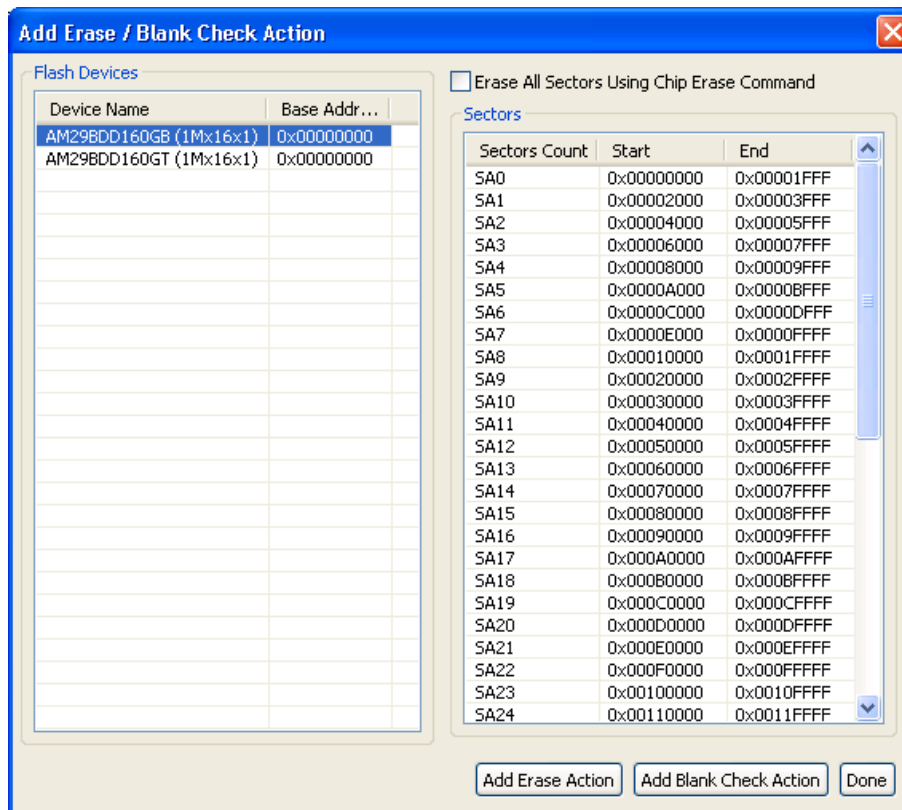 Add Erase / Blank Check Action
Flash Devices
Device Name Base Addr...
AM29BDD160GB (1Mx16x1) 0x00000000
AM29BDD160GT (1Mx16x1) 0x00000000
Erase All Sectors Using Chip Erase Command
Sectors
Sectors Count Start End
SA0 0x00000000 0x00001FFF
SA1 0x00002000 0x00003FFF
SA2 0x00004000 0x00005FFF
SA3 0x00006000 0x00007FFF
SA4 0x00008000 0x00009FFF
SA5 0x0000A000 0x0000BFFF
SA6 0x0000C000 0x0000DFFF
SA7 0x0000E000 0x0000FFFF
SA8 0x00010000 0x0001FFFF
SA9 0x00020000 0x0002FFFF
SA10 0x00030000 0x0003FFFF
SA11 0x00040000 0x0004FFFF
SA12 0x00050000 0x0005FFFF
SA13 0x00060000 0x0006FFFF
SA14 0x00070000 0x0007FFFF
SA15 0x00080000 0x0008FFFF
SA16 0x00090000 0x0009FFFF
SA17 0x000A0000 0x000AFFFF
SA18 0x000B0000 0x000BFFFF
SA19 0x000C0000 0x000CFFFF
SA20 0x000D0000 0x000DFFFF
SA21 0x000E0000 0x000EFFFF
SA22 0x000F0000 0x000FFFFF
SA23 0x00100000 0x0010FFFF
SA24 0x00110000 0x0011FFFF
Add Erase Action Add Blank Check Action Done